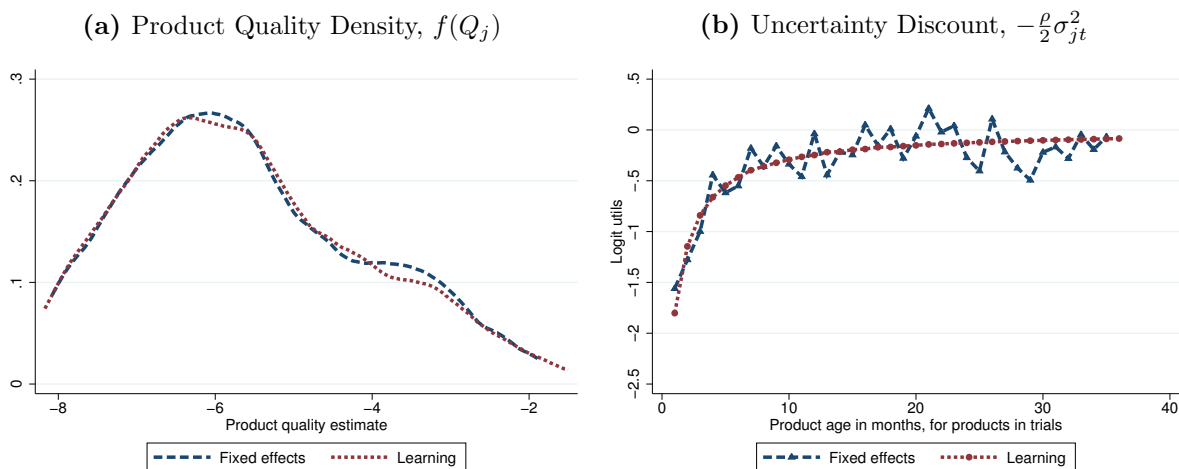 (a) Product Quality Density, f(Q_j)
.3
.2
.1
0
−8
−6
−4
−2
Product quality estimate
Fixed effects
Learning
(b) Uncertainty Discount, −ρ/2 σ²_jt
Logit utils
.5
0
−.5
−1
−1.5
−2
−2.5
0
10
20
30
40
Product age in months, for products in trials
Fixed effects
Learning